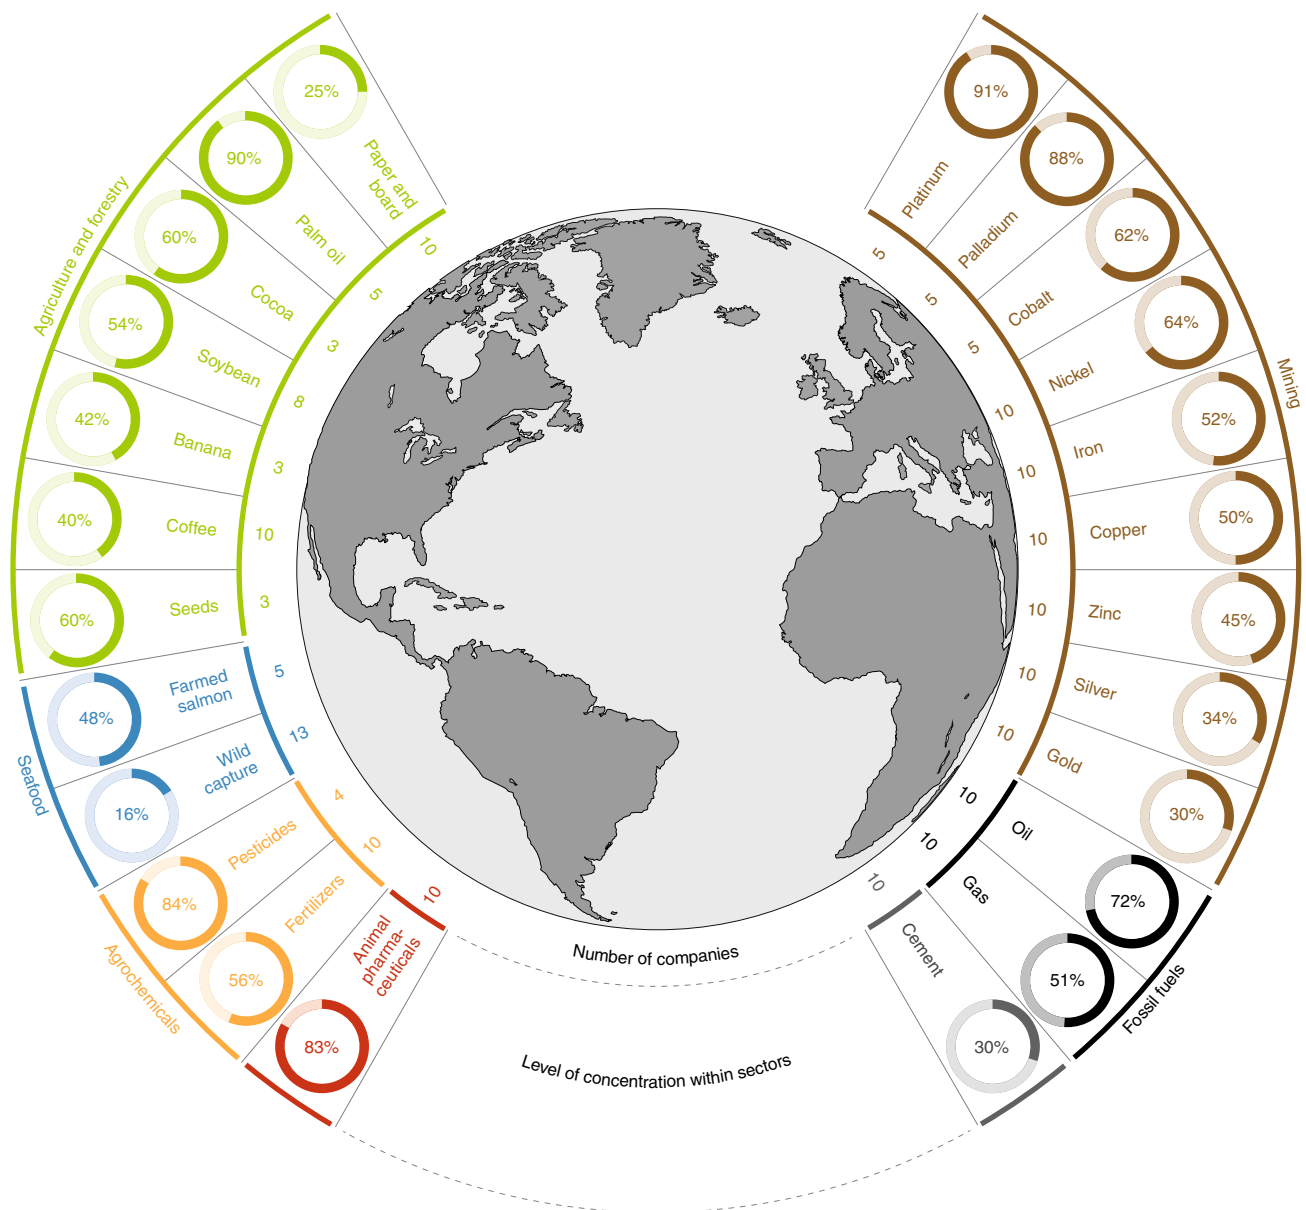 Agriculture and forestry
25%
Paper and
board
10
90%
Palm oil
5
60%
Cocoa
3
54%
Soybean
8
42%
Banana
3
40%
Coffee
10
60%
Seeds
3
Seafood
48%
Farmed
salmon
5
16%
Wild
capture
13
Agrochemicals
84%
Pesticides
4
56%
Fertilizers
10
83%
Animal
pharma-
ceuticals
10
Mining
91%
Platinum
5
88%
Palladium
5
62%
Cobalt
5
64%
Nickel
10
52%
Iron
10
50%
Copper
10
45%
Zinc
10
34%
Silver
10
30%
Gold
10
Fossil fuels
72%
Oil
10
51%
Gas
10
30%
Cement
10
Number of companies
Level of concentration within sectors